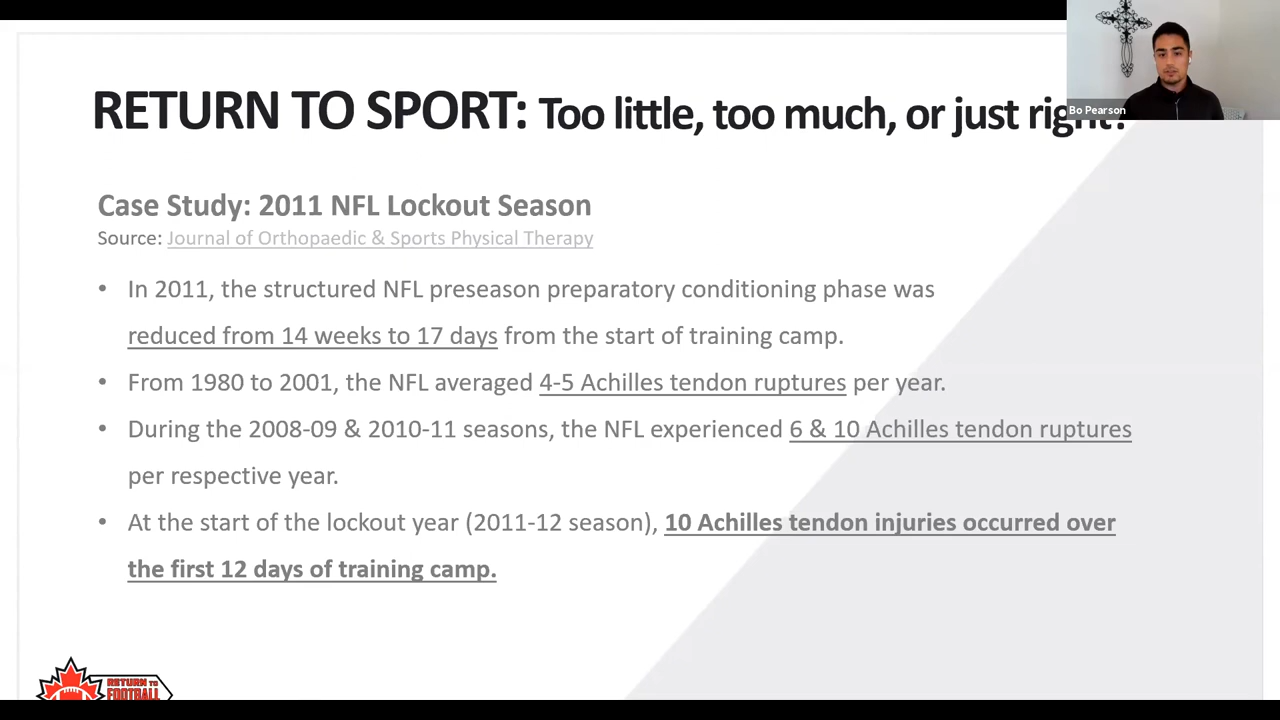 RETURN TO SPORT: Too little, too much, or just right?
Bo Pearson
Case Study: 2011 NFL Lockout Season
Source: Journal of Orthopaedic & Sports Physical Therapy
• In 2011, the structured NFL preseason preparatory conditioning phase was
reduced from 14 weeks to 17 days from the start of training camp.
• From 1980 to 2001, the NFL averaged 4-5 Achilles tendon ruptures per year.
• During the 2008-09 & 2010-11 seasons, the NFL experienced 6 & 10 Achilles tendon ruptures
per respective year.
• At the start of the lockout year (2011-12 season), 10 Achilles tendon injuries occurred over
the first 12 days of training camp.
RETURN TO
FOOTBALL